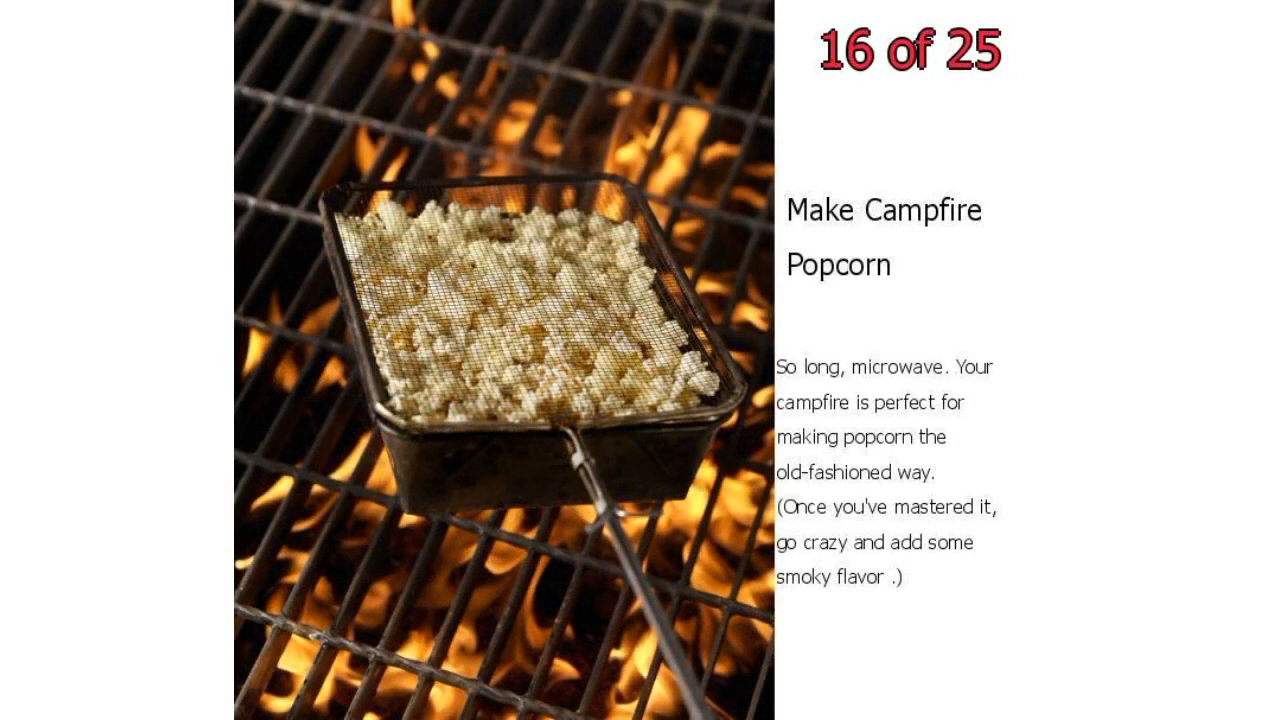 16 of 25
Make Campfire
Popcorn
So long, microwave. Your
campfire is perfect for
making popcorn the
old-fashioned way.
(Once you've mastered it,
go crazy and add some
smoky flavor .)